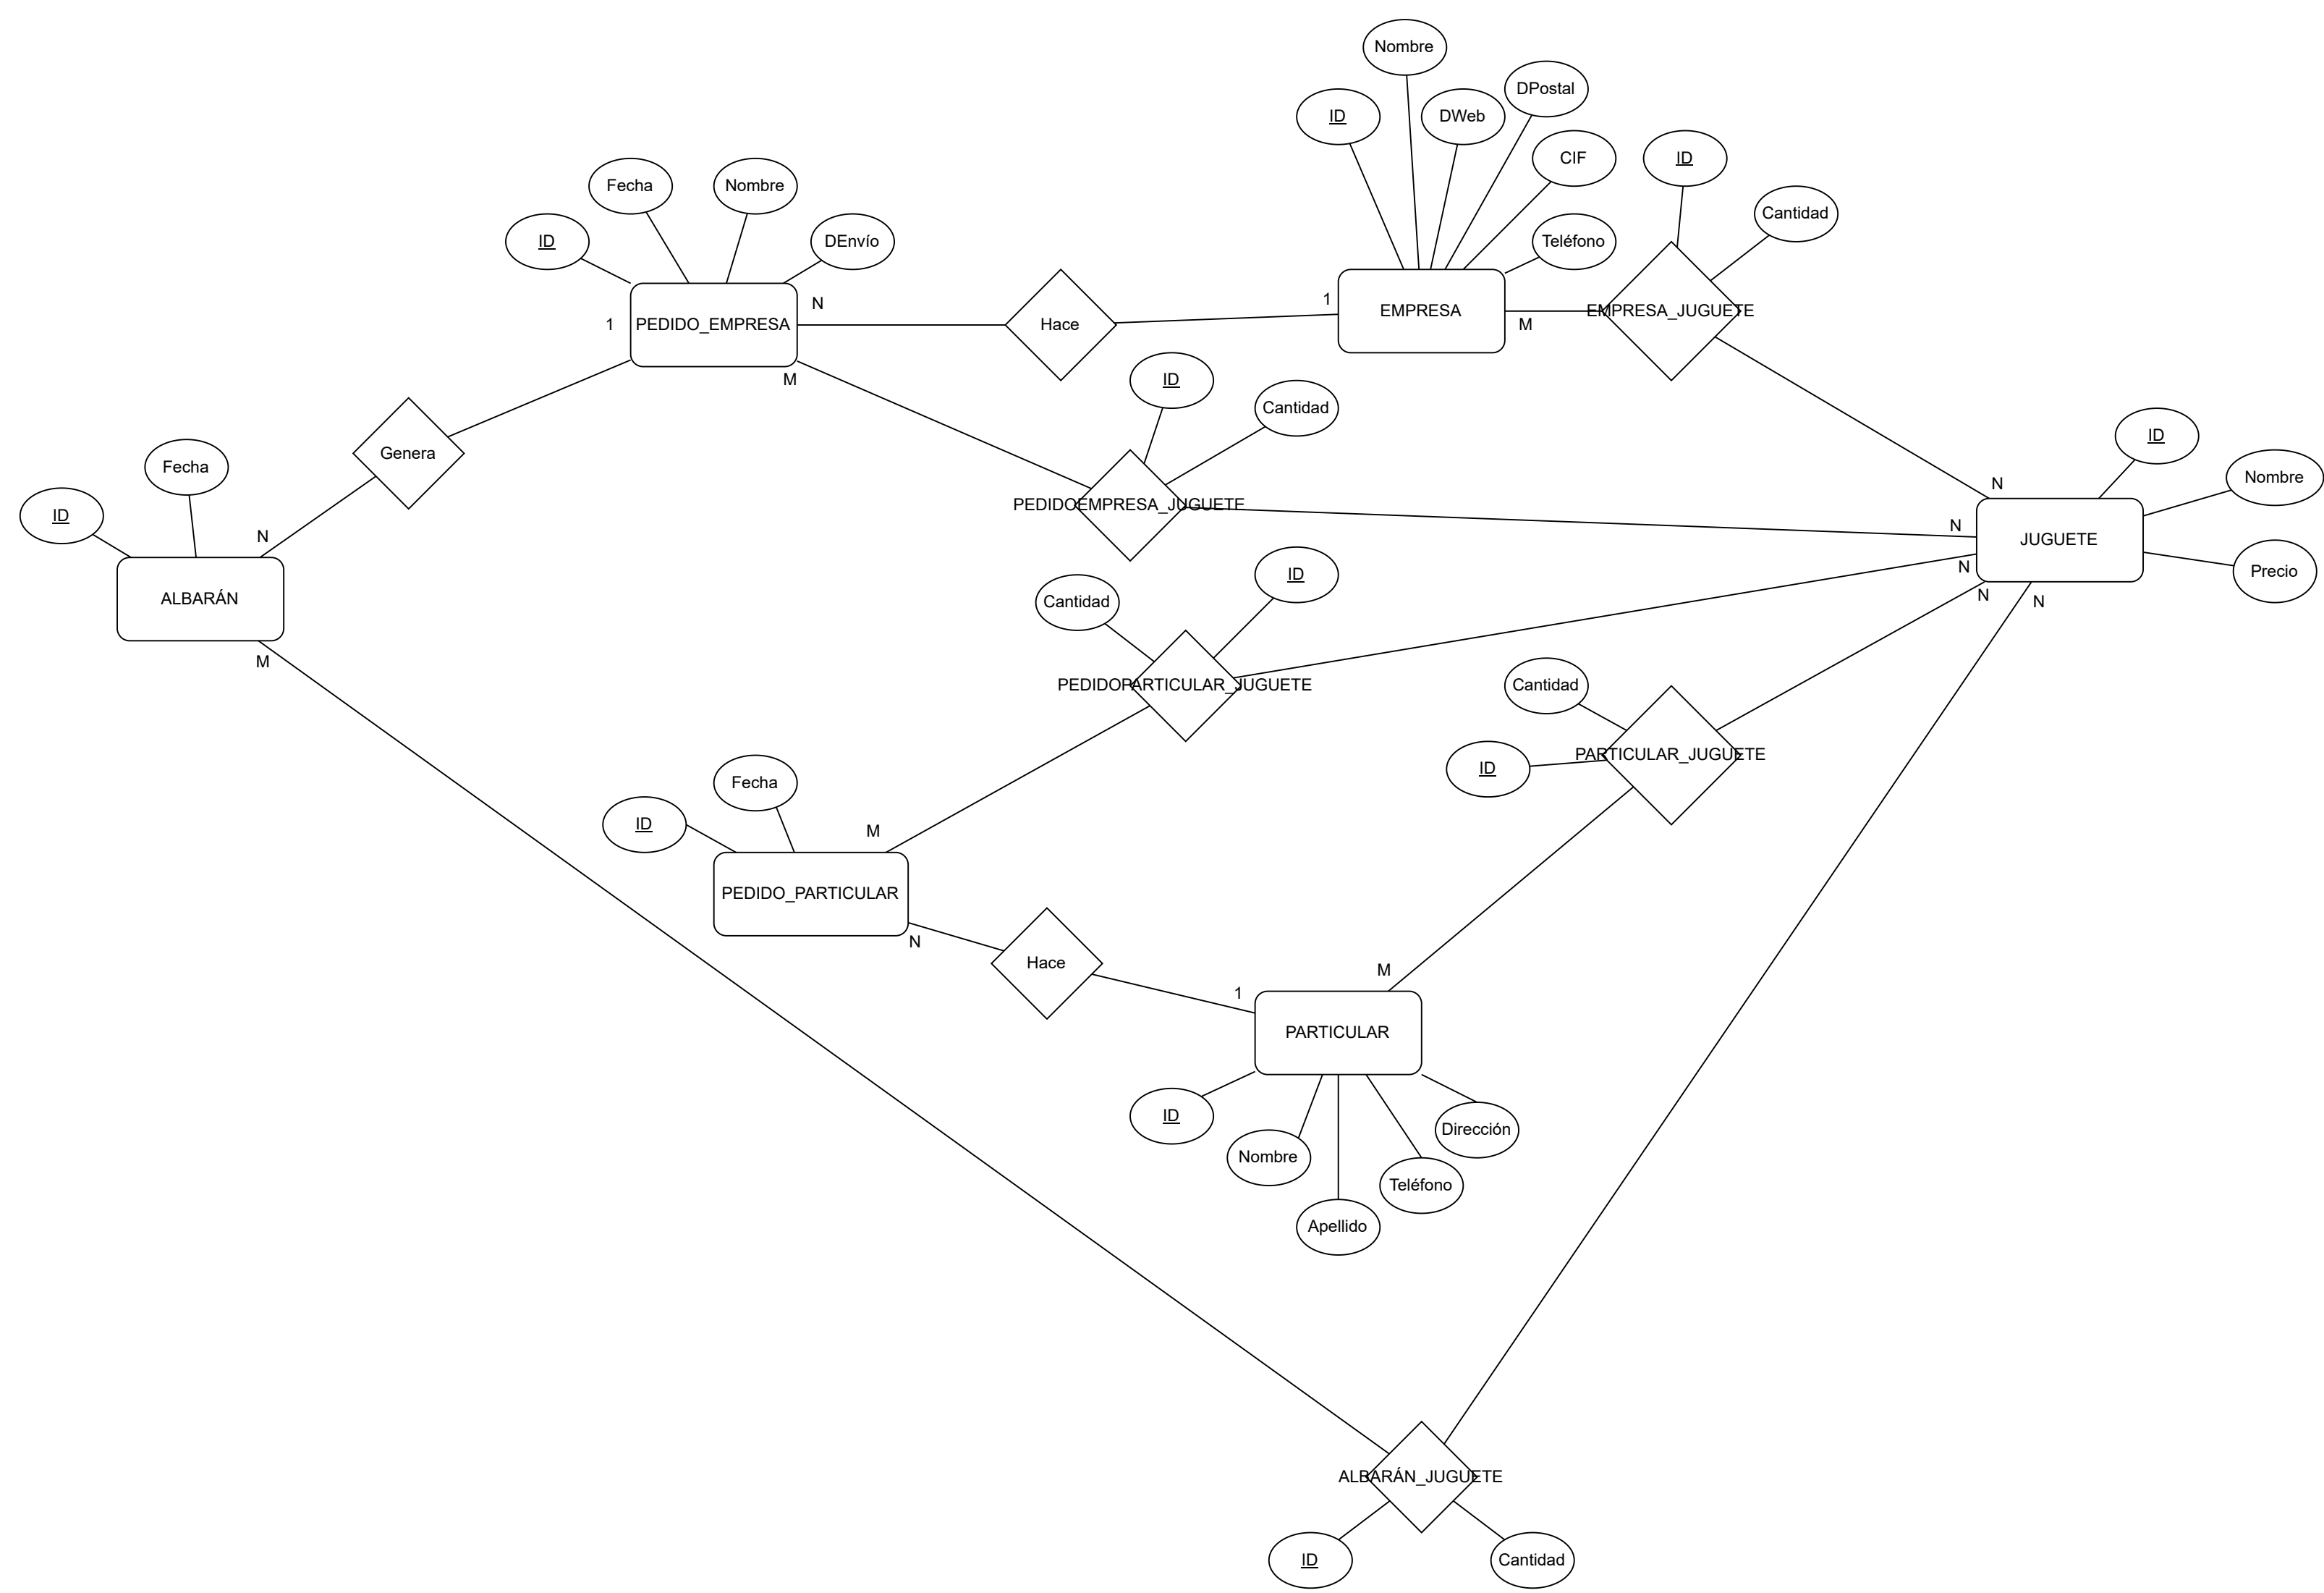 Nombre
DPostal
ID
DWeb
CIF
ID
Fecha
Nombre
Cantidad
ID
DEnvío
Teléfono
N
1
1
PEDIDO_EMPRESA
Hace
EMPRESA
M
EMPRESA_JUGUETE
M
ID
Cantidad
ID
Genera
Fecha
Nombre
N
ID
PEDIDOEMPRESA_JUGUETE
N
N
JUGUETE
N
Precio
ID
ALBARÁN
Cantidad
N
N
M
PEDIDOPARTICULAR_JUGUETE
Cantidad
PARTICULAR_JUGUETE
ID
Fecha
ID
M
PEDIDO_PARTICULAR
N
Hace
M
1
PARTICULAR
ID
Dirección
Nombre
Teléfono
Apellido
ALBARÁN_JUGUETE
ID
Cantidad